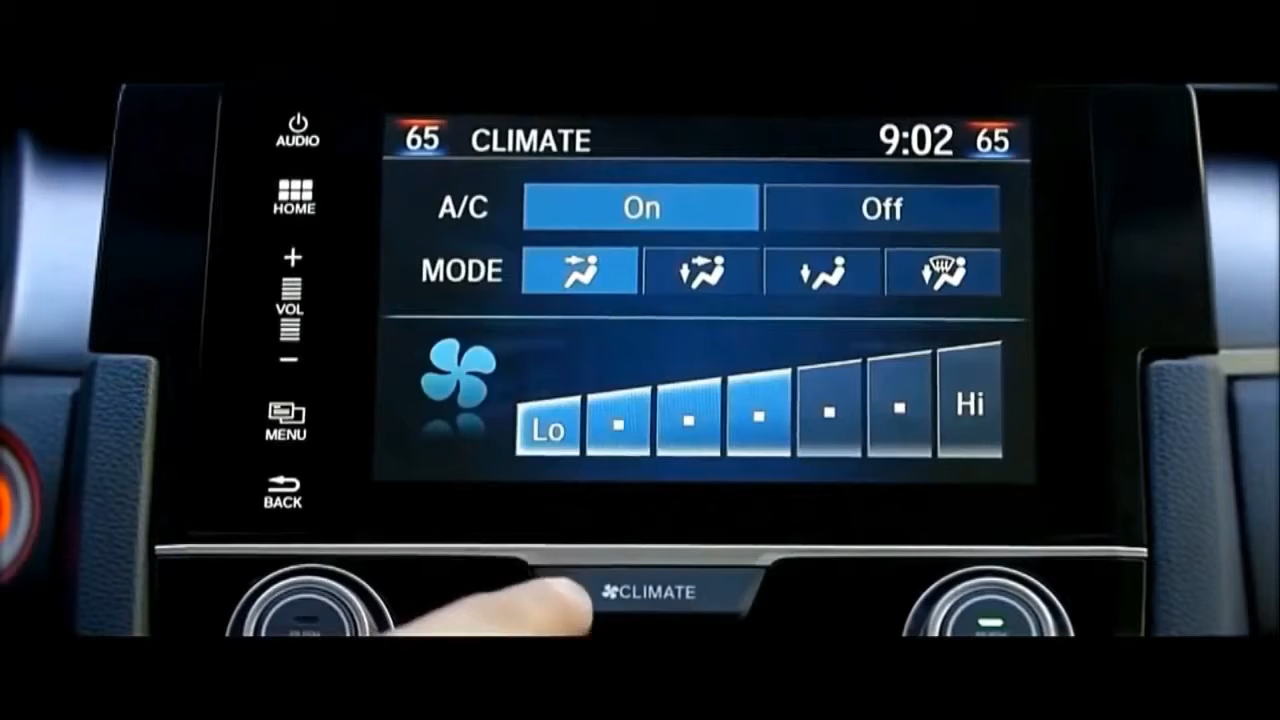 AUDIO
HOME
+
VOL
−
MENU
BACK
65 CLIMATE 9:02 65
A/C On Off
MODE
Lo Hi
CLIMATE